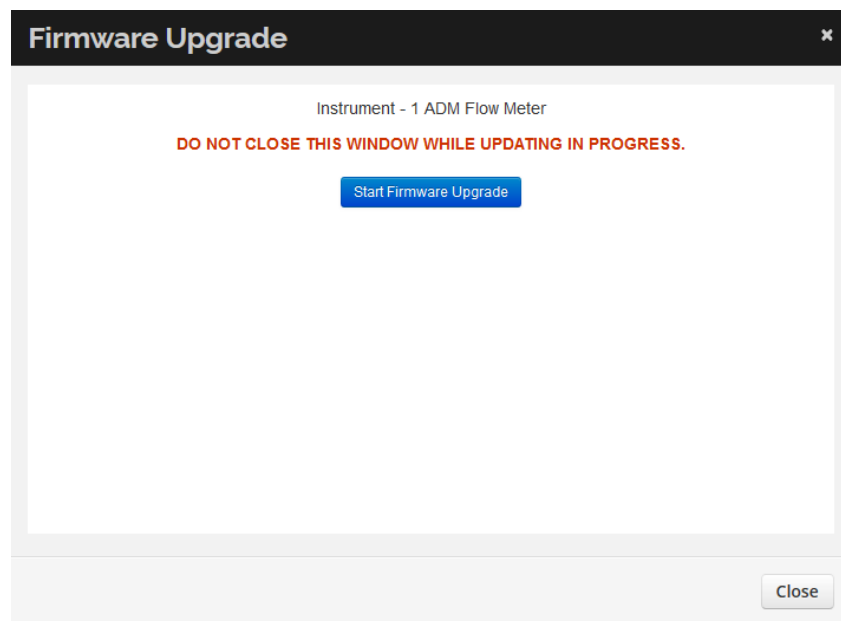 Firmware Upgrade ×
Instrument - 1 ADM Flow Meter
DO NOT CLOSE THIS WINDOW WHILE UPDATING IN PROGRESS.
Start Firmware Upgrade
Close